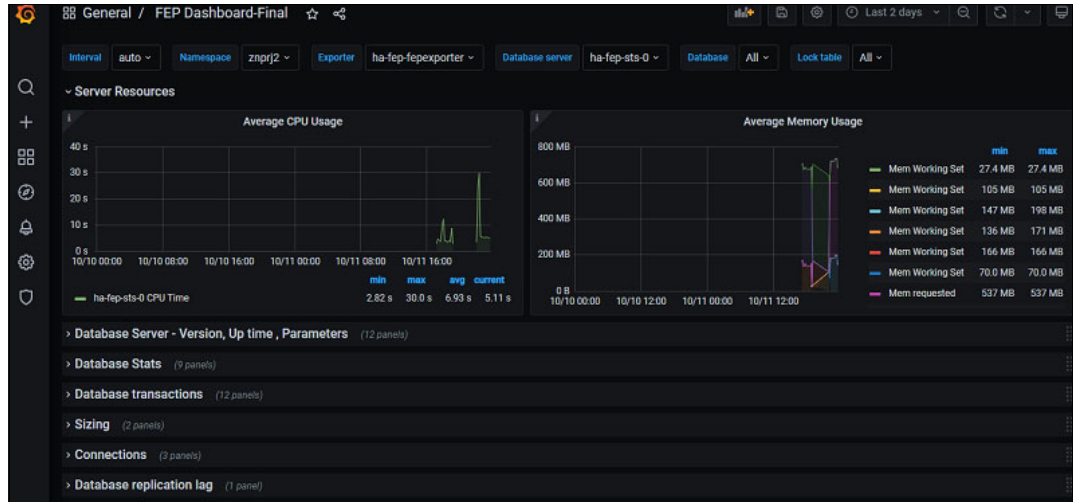 General / FEP Dashboard-Final
Last 2 days
Interval auto Namespace znprj2 Exporter ha-fep-fepexporter Database server ha-fep-sts-0 Database All Lock table All
Server Resources
Average CPU Usage
40 s
30 s
20 s
10 s
0 s
10/10 00:00 10/10 08:00 10/10 16:00 10/11 00:00 10/11 08:00 10/11 16:00
min max avg current
ha-fep-sts-0 CPU Time 2.82 s 30.0 s 6.93 s 5.11 s
Average Memory Usage
800 MB
600 MB
400 MB
200 MB
0 B
10/10 00:00 10/10 12:00 10/11 00:00 10/11 12:00
min max
Mem Working Set 27.4 MB 27.4 MB
Mem Working Set 105 MB 105 MB
Mem Working Set 147 MB 198 MB
Mem Working Set 136 MB 171 MB
Mem Working Set 166 MB 166 MB
Mem Working Set 70.0 MB 70.0 MB
Mem requested 537 MB 537 MB
Database Server - Version, Up time , Parameters (12 panels)
Database Stats (9 panels)
Database transactions (12 panels)
Sizing (2 panels)
Connections (3 panels)
Database replication lag (1 panel)